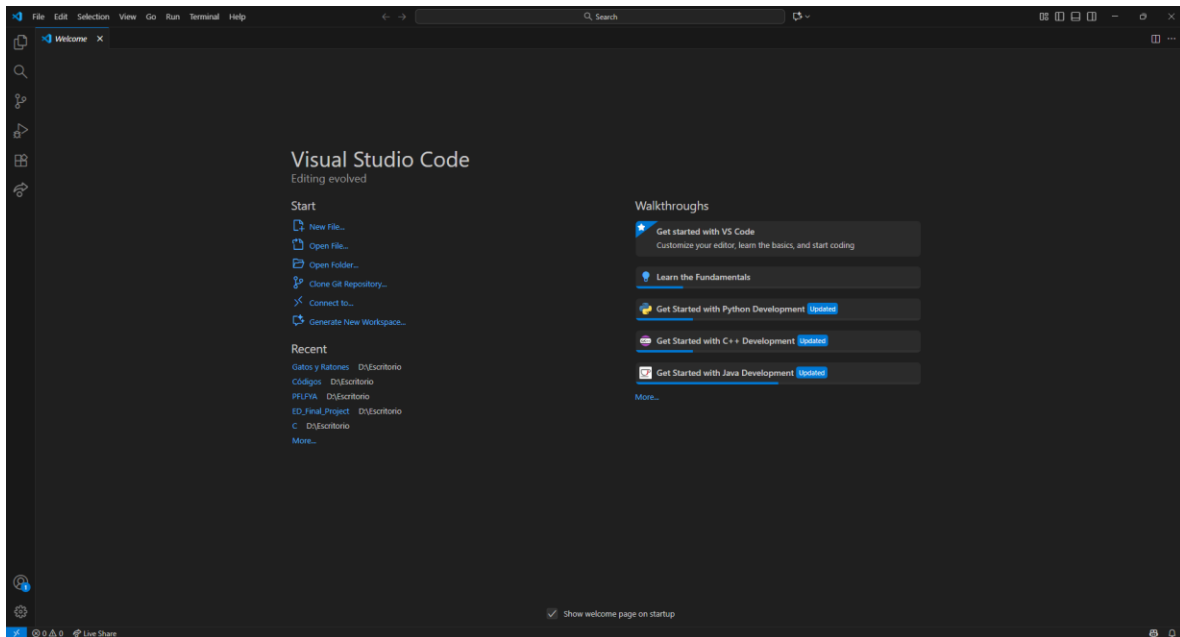 File Edit Selection View Go Run Terminal Help
Search
Welcome
Visual Studio Code
Editing evolved
Start
New File...
Open File...
Open Folder...
Clone Git Repository...
Connect to...
Generate New Workspace...
Recent
Gatos y Ratones D:\Escritorio
Códigos D:\Escritorio
PFLFYA D:\Escritorio
ED_Final_Project D:\Escritorio
C D:\Escritorio
More...
Walkthroughs
Get started with VS Code
Customize your editor, learn the basics, and start coding
Learn the Fundamentals
Get Started with Python Development Updated
Get Started with C++ Development Updated
Get Started with Java Development Updated
More...
Show welcome page on startup
1
0 0 Live Share